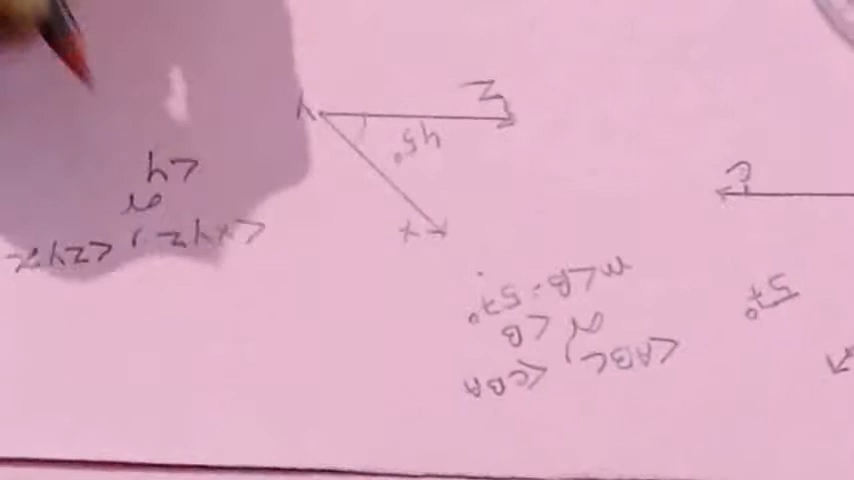 <ABC, <CBA
or <B
m<B = 57°
57°
C
X
45°
Y
Z
<XYZ, <ZYX
or
<Y